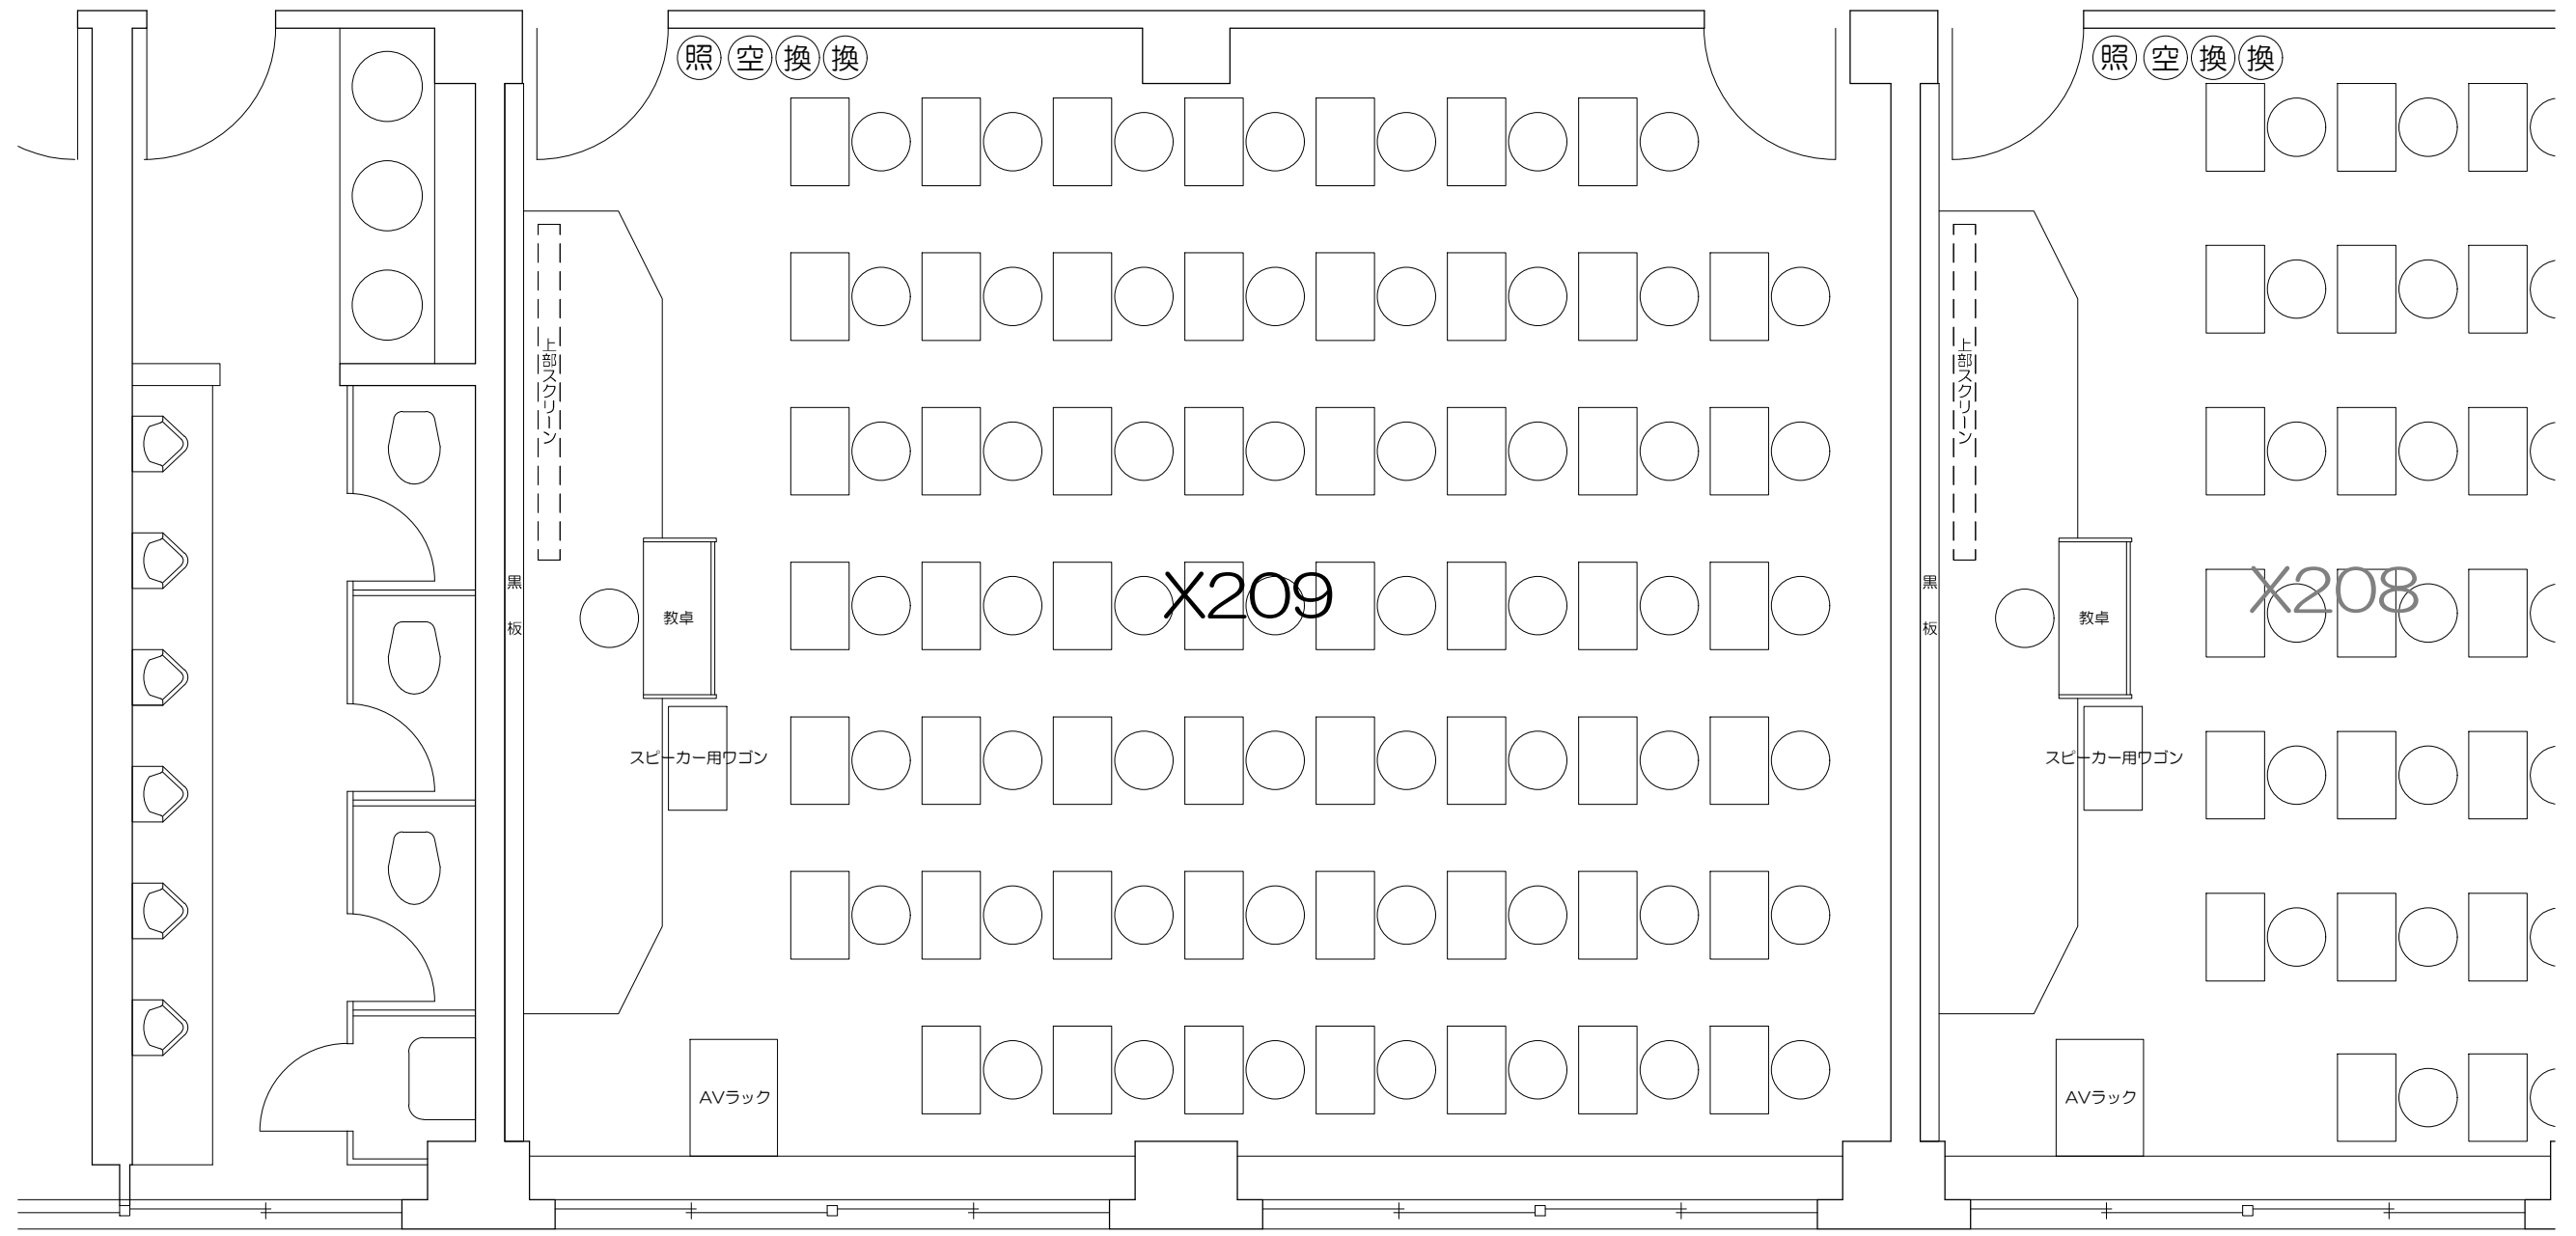 照 空 換 換
照 空 換 換
上部スクリーン
上部スクリーン
黒板
X209
黒板
X208
教卓
教卓
スピーカー用ワゴン
スピーカー用ワゴン
AVラック
AVラック